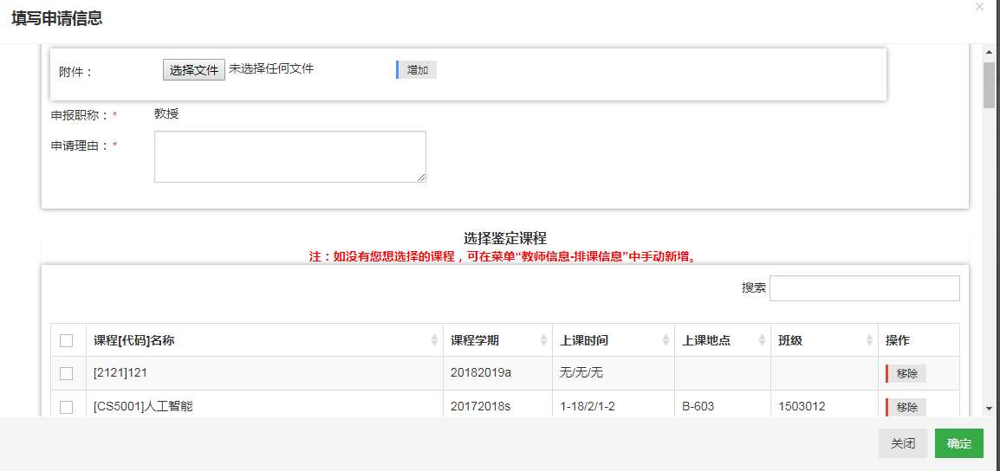 填写申请信息
×
附件：
选择文件 未选择任何文件 增加
申报职称：* 教授
申请理由：*
选择鉴定课程
注：如没有您想选择的课程，可在菜单“教师信息-排课信息”中手动新增。
搜索
课程[代码]名称 课程学期 上课时间 上课地点 班级 操作
[2121]121 20182019a 无/无/无 移除
[CS5001]人工智能 20172018s 1-18/2/1-2 B-603 1503012 移除
关闭 确定